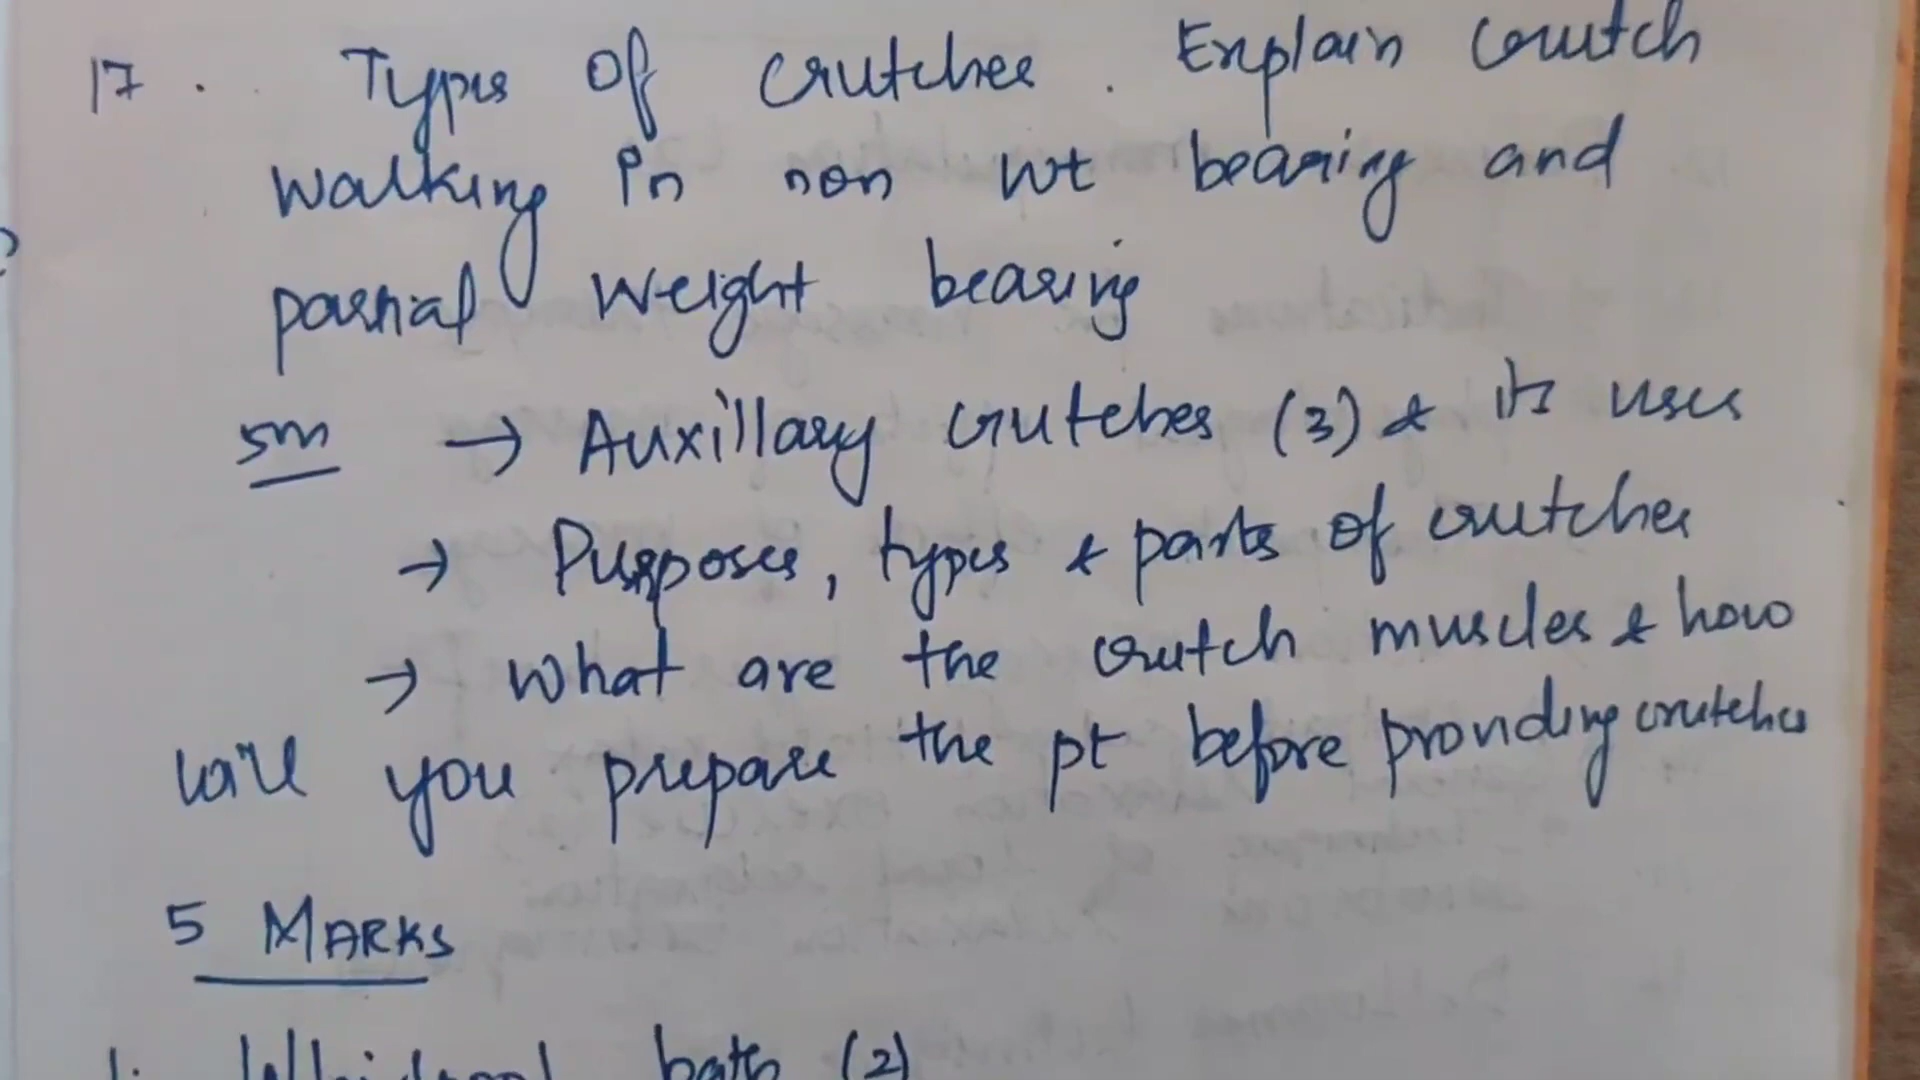 17. Types of crutches. Explain crutch
walking in non wt bearing and
partial weight bearing
5m → Auxillary crutches (3) & its uses
→ Purposes, types & parts of crutches
→ What are the crutch muscles & how
will you prepare the pt before providing crutches
5 MARKS
1. Whirlpool bath (2)